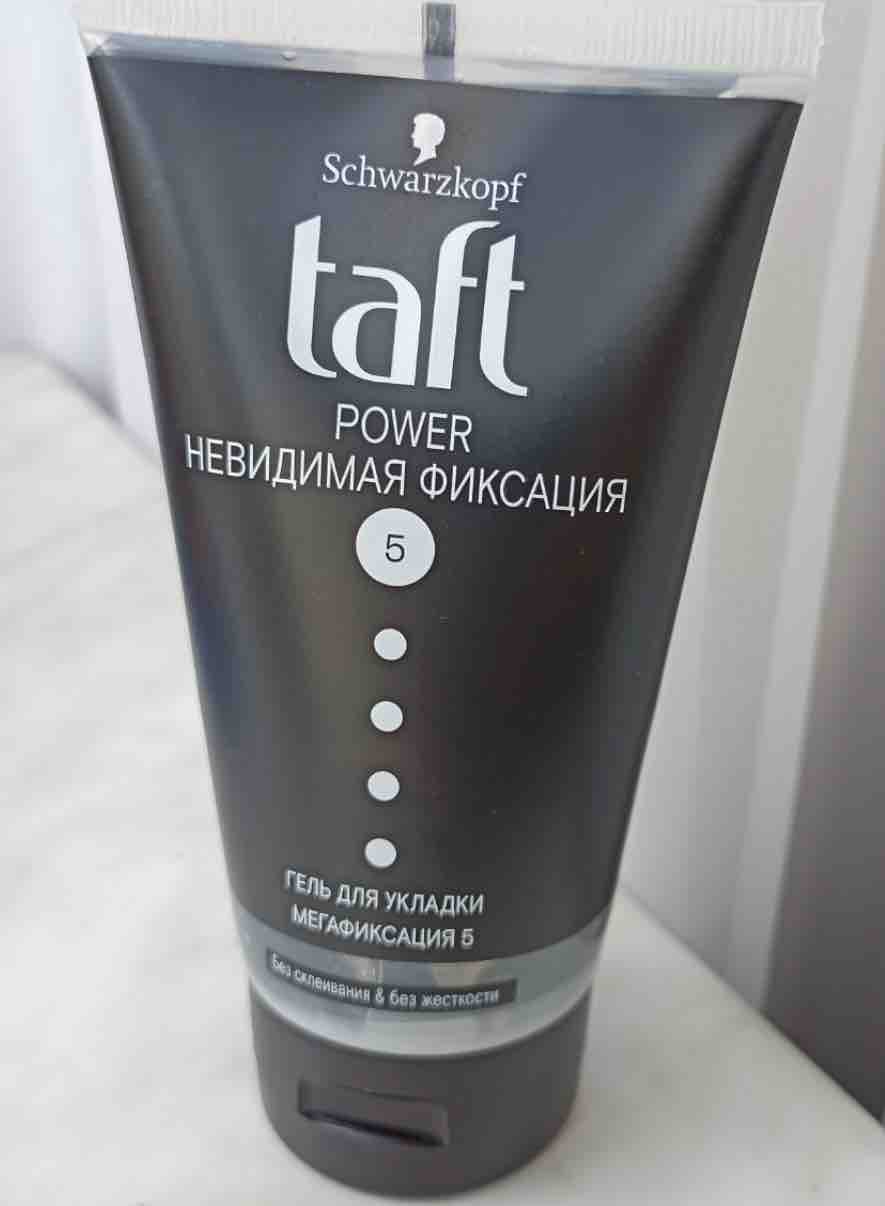 Schwarzkopf
taft
POWER
НЕВИДИМАЯ ФИКСАЦИЯ
5
ГЕЛЬ ДЛЯ УКЛАДКИ
МЕГАФИКСАЦИЯ 5
без склеивания & без жесткости